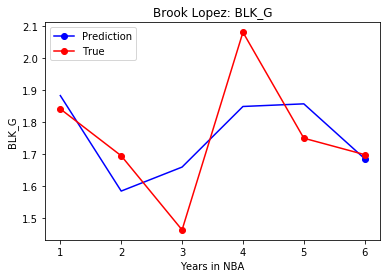 Brook Lopez: BLK_G
Prediction
True
2.1
2.0
1.9
1.8
1.7
1.6
1.5
BLK_G
1 2 3 4 5 6
Years in NBA